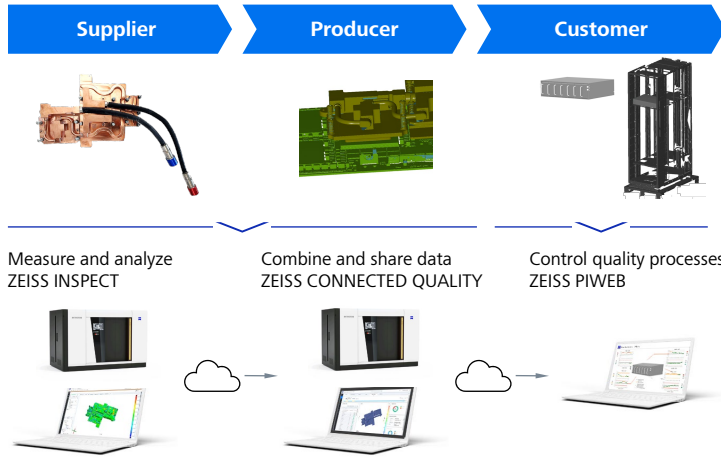 Supplier
Producer
Customer
Measure and analyze
ZEISS INSPECT
Combine and share data
ZEISS CONNECTED QUALITY
Control quality processes
ZEISS PIWEB